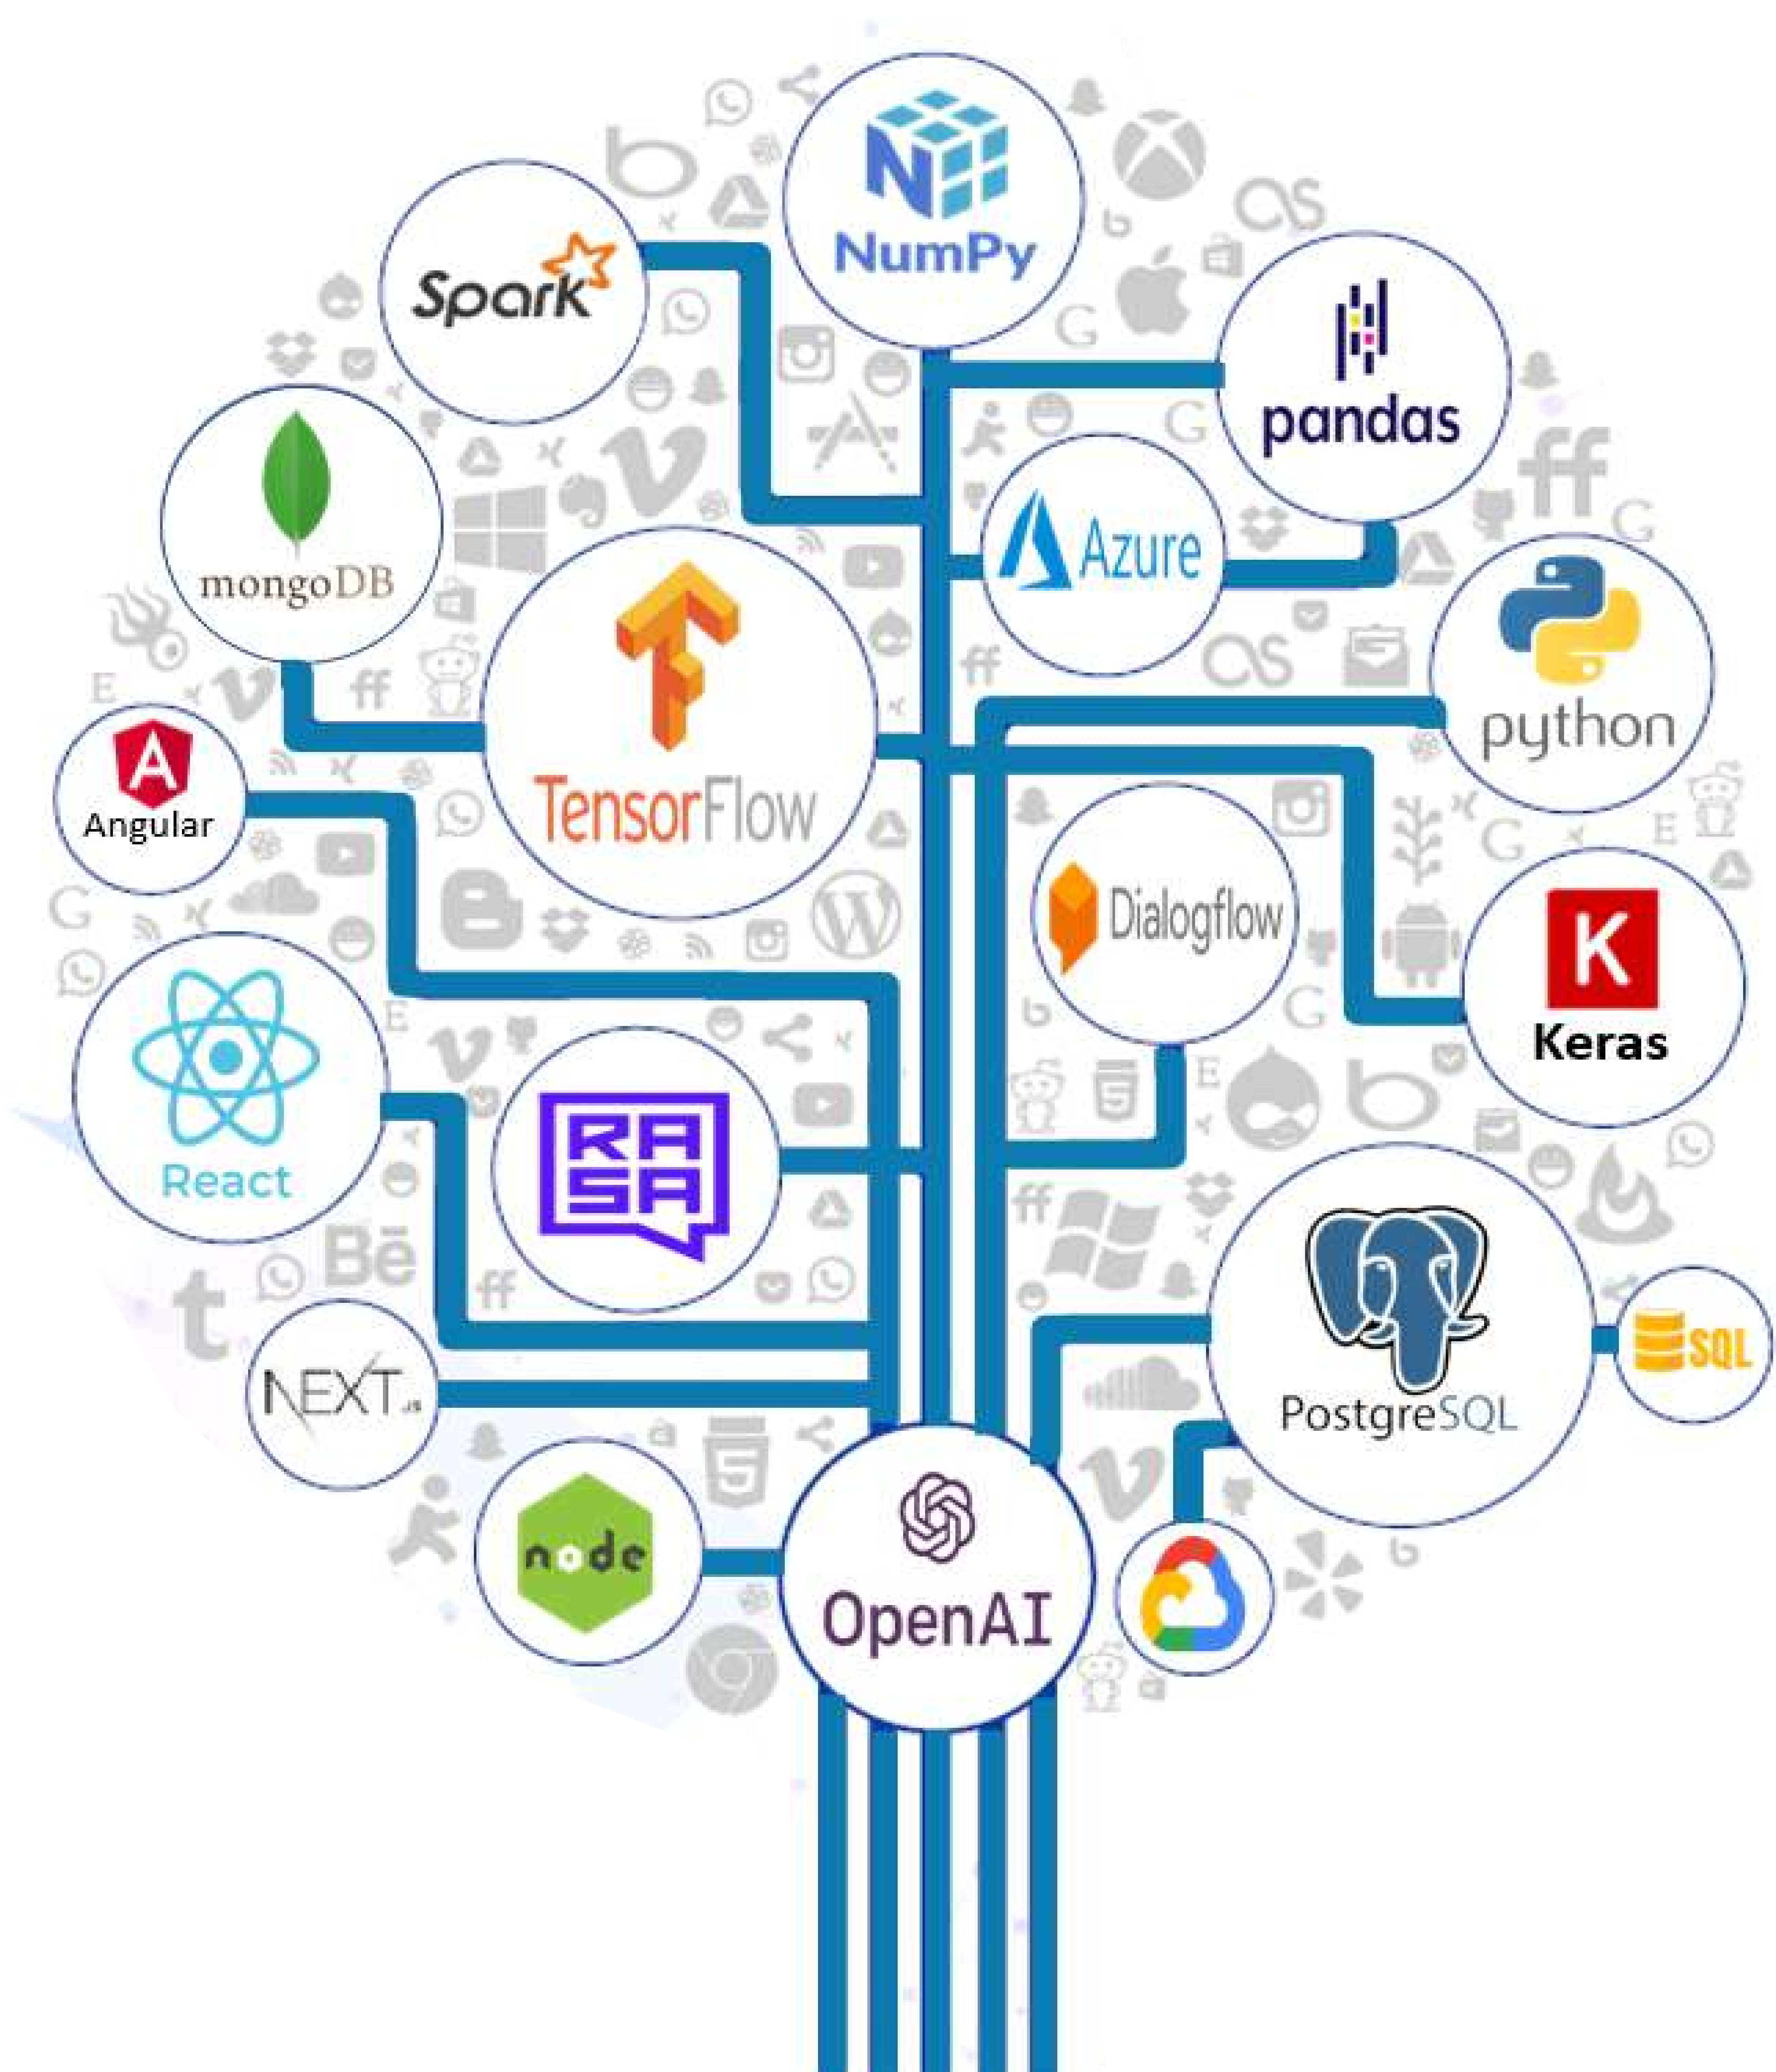 NumPy
Spark
pandas
mongoDB
Azure
TensorFlow
python
Angular
Dialogflow
K
Keras
React
RASA
PostgreSQL
SQL
NEXT.JS
node
OpenAI